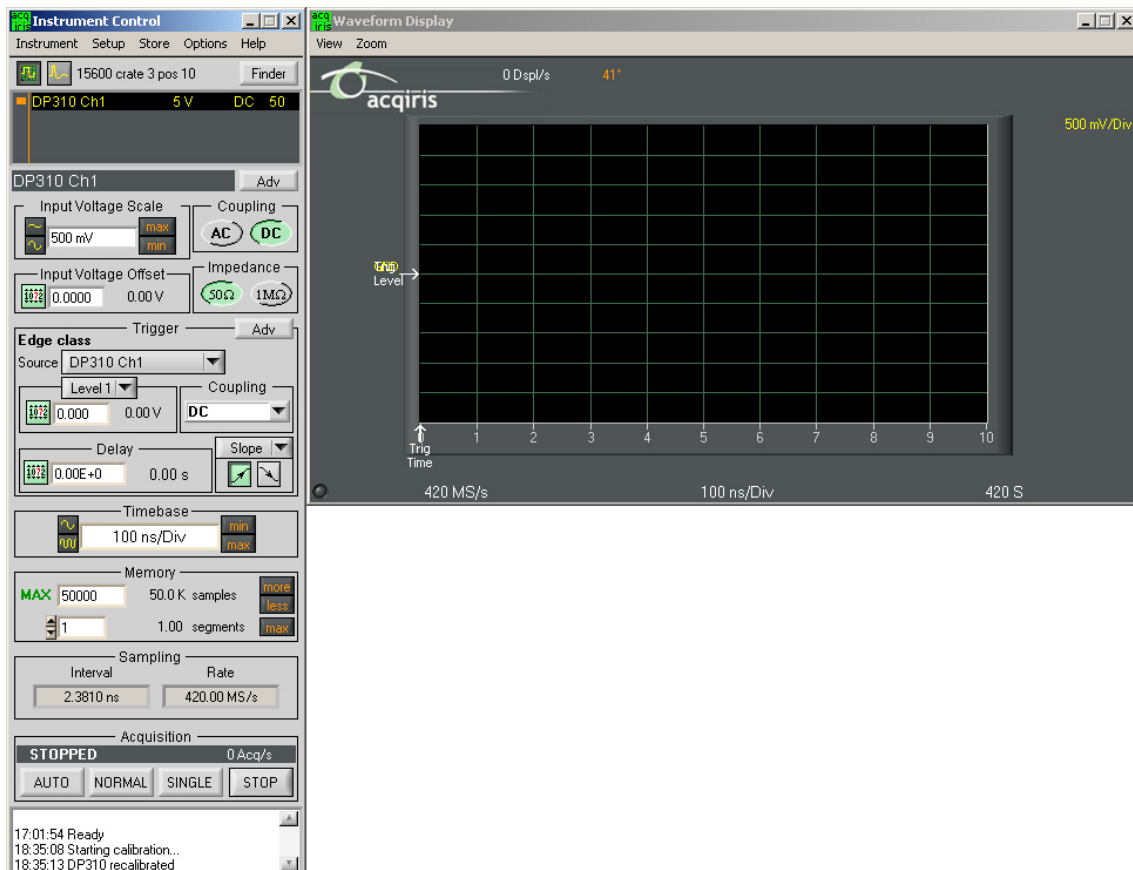 acq iris Instrument Control
Instrument Setup Store Options Help
15600 crate 3 pos 10 Finder
DP310 Ch1 5 V DC 50
DP310 Ch1 Adv
Input Voltage Scale Coupling
500 mV max min AC DC
Input Voltage Offset Impedance
0.0000 0.00 V 50Ω 1MΩ
Trigger Adv
Edge class
Source DP310 Ch1
Level 1 Coupling
0.000 0.00 V DC
Delay Slope
0.00E+0 0.00 s
Timebase
100 ns/Div min max
Memory
MAX 50000 50.0 K samples more less
1 1.00 segments max
Sampling
Interval Rate
2.3810 ns 420.00 MS/s
Acquisition
STOPPED 0 Acq/s
AUTO NORMAL SINGLE STOP
17:01:54 Ready
18:35:08 Starting calibration...
18:35:13 DP310 recalibrated
acq iris Waveform Display
View Zoom
0 Dspl/s 41°
acqiris
500 mV/Div
Level
1 2 3 4 5 6 7 8 9 10
Trig
Time
420 MS/s 100 ns/Div 420 S